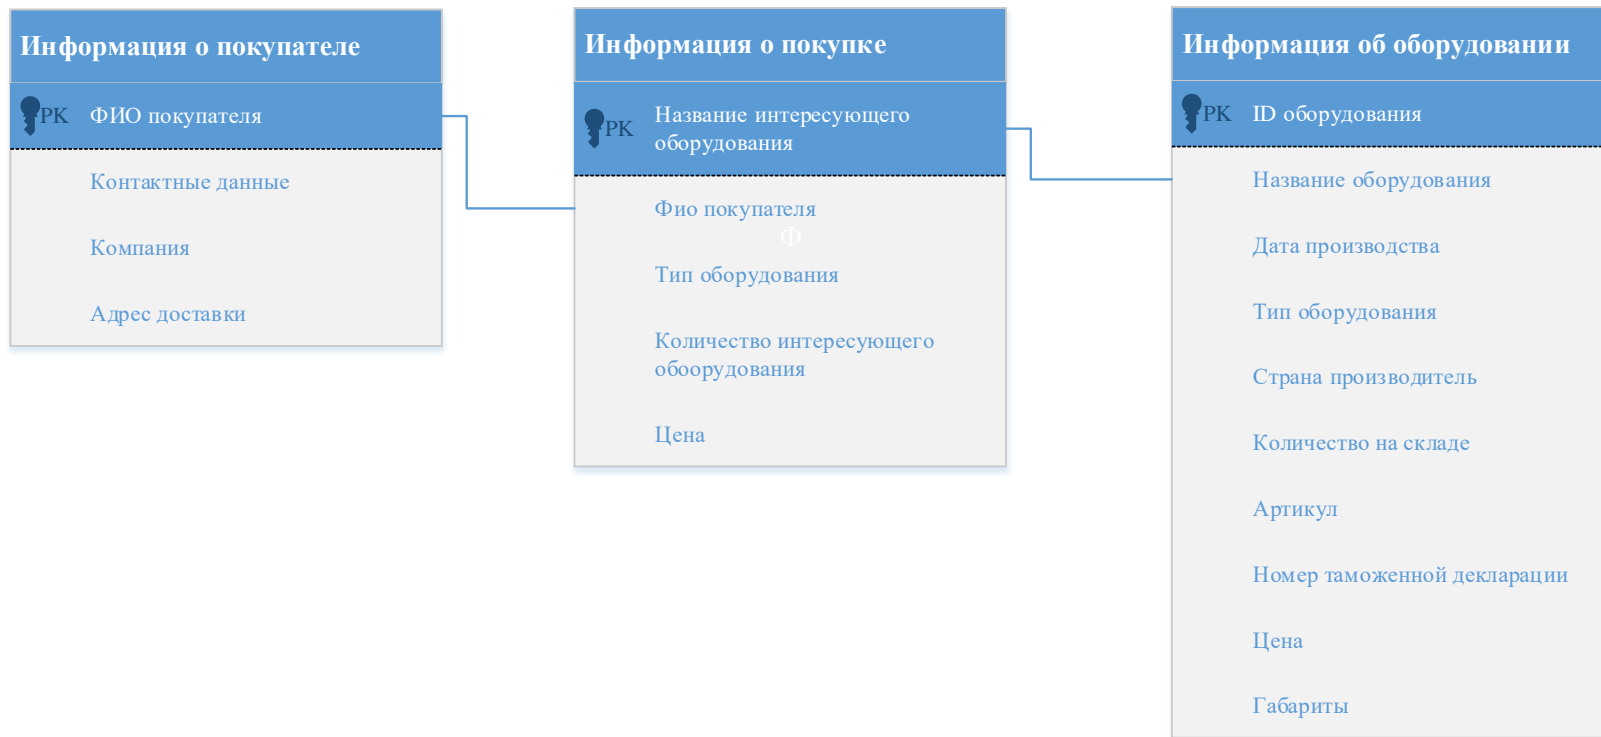 Информация о покупателе
PK ФИО покупателя
Контактные данные
Компания
Адрес доставки
Информация о покупке
PK Название интересующего
оборудования
Фио покупателя
Ф
Тип оборудования
Количество интересующего
обоорудования
Цена
Информация об оборудовании
PK ID оборудования
Название оборудования
Дата производства
Тип оборудования
Страна производитель
Количество на складе
Артикул
Номер таможенной декларации
Цена
Габариты